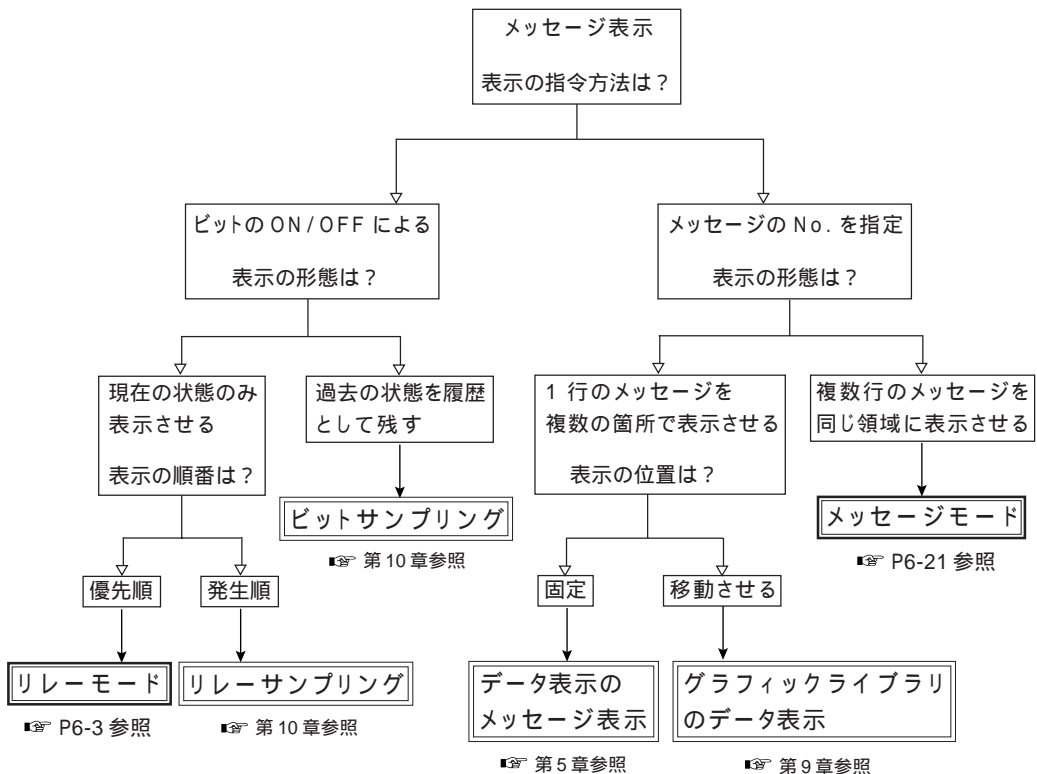 メッセージ表示
表示の指令方法は？
ビットのON/OFFによる
表示の形態は？
メッセージのNo.を指定
表示の形態は？
現在の状態のみ
表示させる
表示の順番は？
過去の状態を履歴
として残す
1 行のメッセージを
複数の箇所で表示させる
表示の位置は？
複数行のメッセージを
同じ領域に表示させる
ビットサンプリング
☞ 第10章参照
メッセージモード
☞ P6-21 参照
優先順
発生順
固定
移動させる
リレーモード
☞ P6-3 参照
リレーサンプリング
☞ 第10章参照
データ表示の
メッセージ表示
☞ 第5章参照
グラフィックライブラリ
のデータ表示
☞ 第9章参照